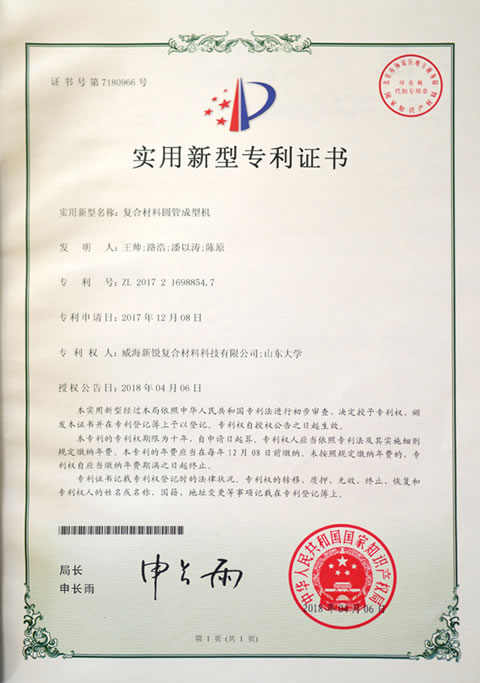 证书号第7180966号
实用新型专利证书
实用新型名称：复合材料圆管成型机
发明人：王帅;路浩;潘以涛;陈原
专利号：ZL 2017 2 1698854.7
专利申请日：2017年12月08日
专利权人：威海新锐复合材料科技有限公司;山东大学
授权公告日：2018年04月06日
本实用新型经过本局依照中华人民共和国专利法进行初步审查，决定授予专利权，颁
发本证书并在专利登记簿上予以登记。专利权自授权公告之日起生效。
本专利的专利权期限为十年，自申请日起算。专利权人应当依照专利法及其实施细则
规定缴纳年费。本专利的年费应当在每年12月08日前缴纳。未按照规定缴纳年费的，专
利权自应当缴纳年费期满之日起终止。
专利证书记载专利权登记时的法律状况。专利权的转移、质押、无效、终止、恢复和
专利权人的姓名或名称、国籍、地址变更等事项记载在专利登记簿上。
局长
申长雨
申长雨
中华人民共和国国家知识产权局
2018年04月06日
第1页(共1页)